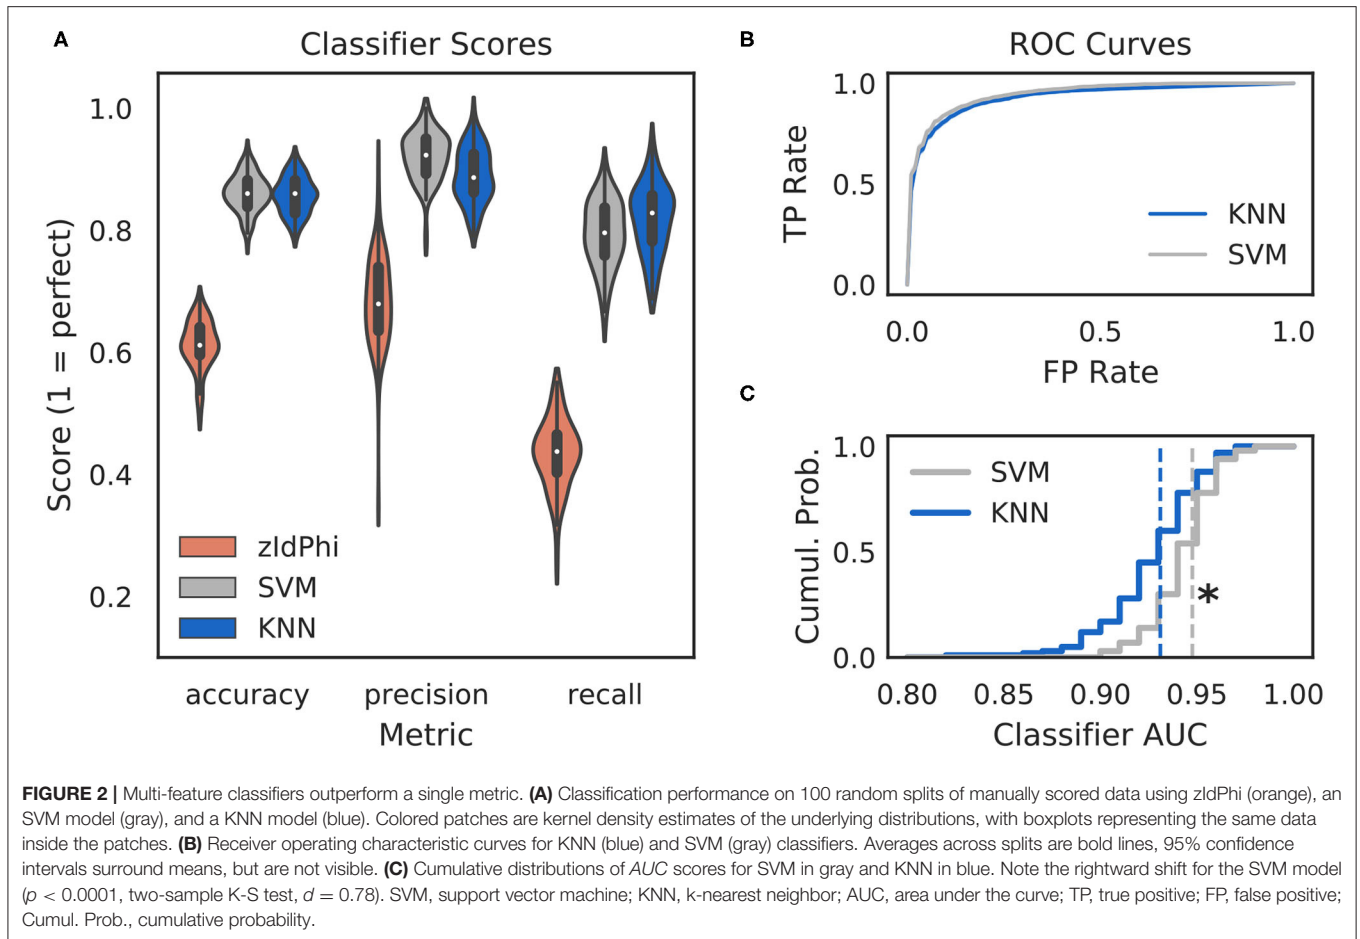 A
Classifier Scores
Score (1 = perfect)
1.0
0.8
0.6
0.4
0.2
zIdPhi
SVM
KNN
accuracy precision recall
Metric
B
ROC Curves
TP Rate
1.0
0.5
0.0
KNN
SVM
0.0 0.5 1.0
FP Rate
C
Cumul. Prob.
1.0
0.5
0.0
SVM
KNN
*
0.80 0.85 0.90 0.95 1.00
Classifier AUC
FIGURE 2 | Multi-feature classifiers outperform a single metric. (A) Classification performance on 100 random splits of manually scored data using zIdPhi (orange), an
SVM model (gray), and a KNN model (blue). Colored patches are kernel density estimates of the underlying distributions, with boxplots representing the same data
inside the patches. (B) Receiver operating characteristic curves for KNN (blue) and SVM (gray) classifiers. Averages across splits are bold lines, 95% confidence
intervals surround means, but are not visible. (C) Cumulative distributions of AUC scores for SVM in gray and KNN in blue. Note the rightward shift for the SVM model
(p < 0.0001, two-sample K-S test, d = 0.78). SVM, support vector machine; KNN, k-nearest neighbor; AUC, area under the curve; TP, true positive; FP, false positive;
Cumul. Prob., cumulative probability.